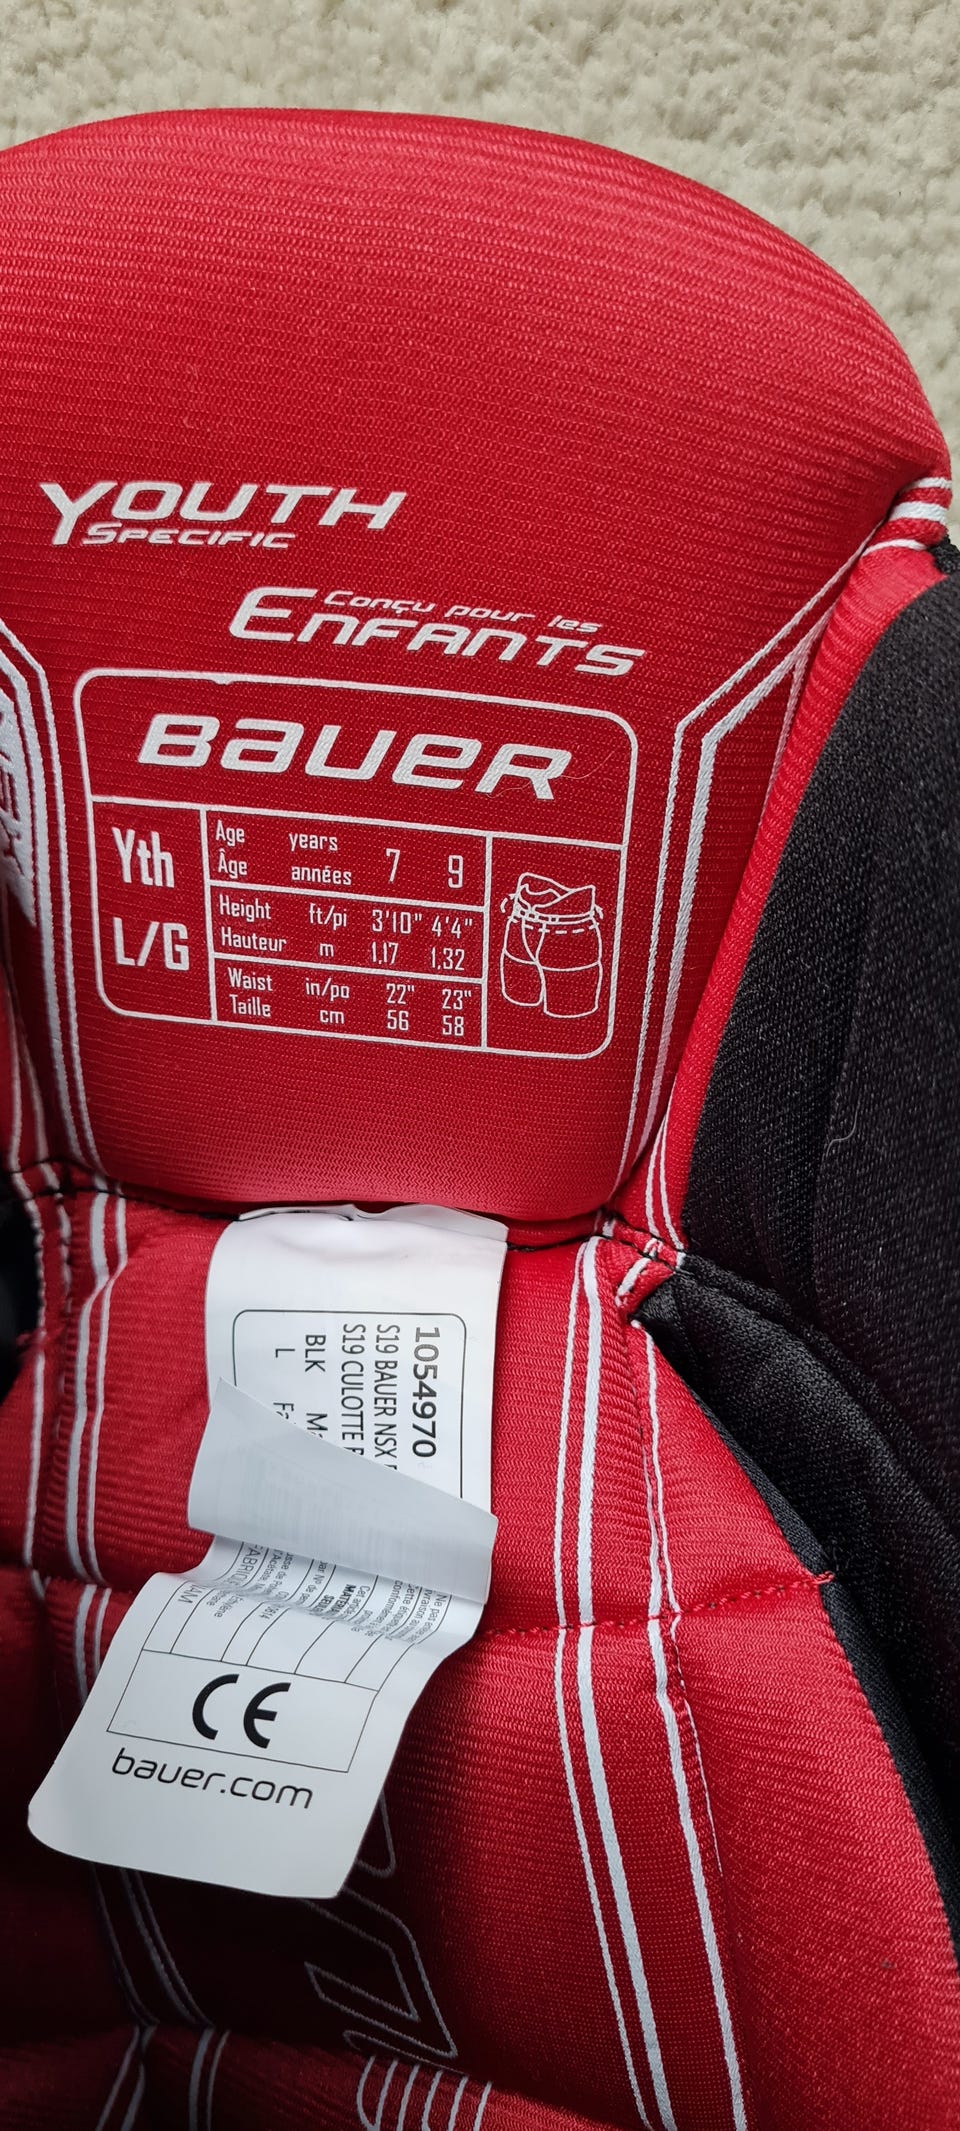 YOUTH
SPECIFIC
Conçu pour les
ENFANTS
BAUER
Yth
L/G
Age years 7 9
Âge années
Height ft/pi 3'10" 4'4"
Hauteur m 1,17 1,32
Waist in/po 22" 23"
Taille cm 56 58
1054970
S19 BAUER NSX
S19 CULOTTE
BLK
L
MATERIA
CE
bauer.com